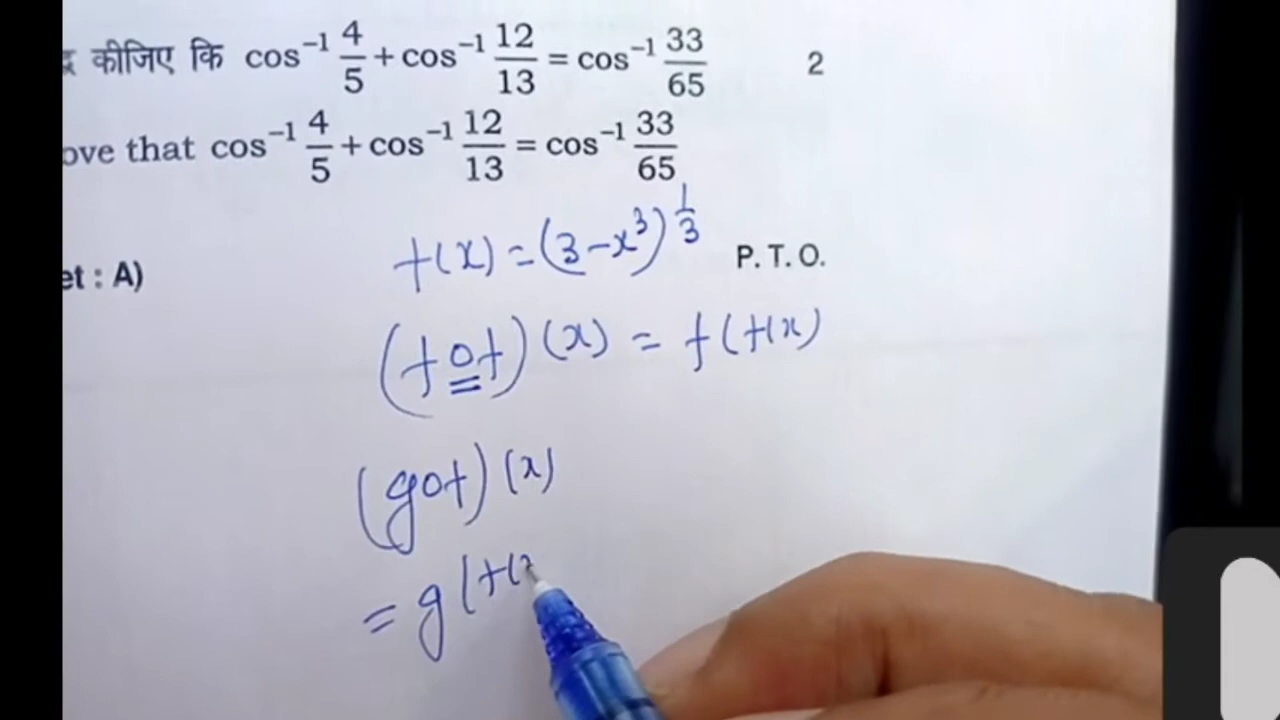 कीजिए कि cos⁻¹ 4/5 + cos⁻¹ 12/13 = cos⁻¹ 33/65 2
ove that cos⁻¹ 4/5 + cos⁻¹ 12/13 = cos⁻¹ 33/65
f(x) = (3-x³)^1/3
et : A) P. T. O.
(fof)(x) = f(f(x)
(gof)(x)
= g(f(